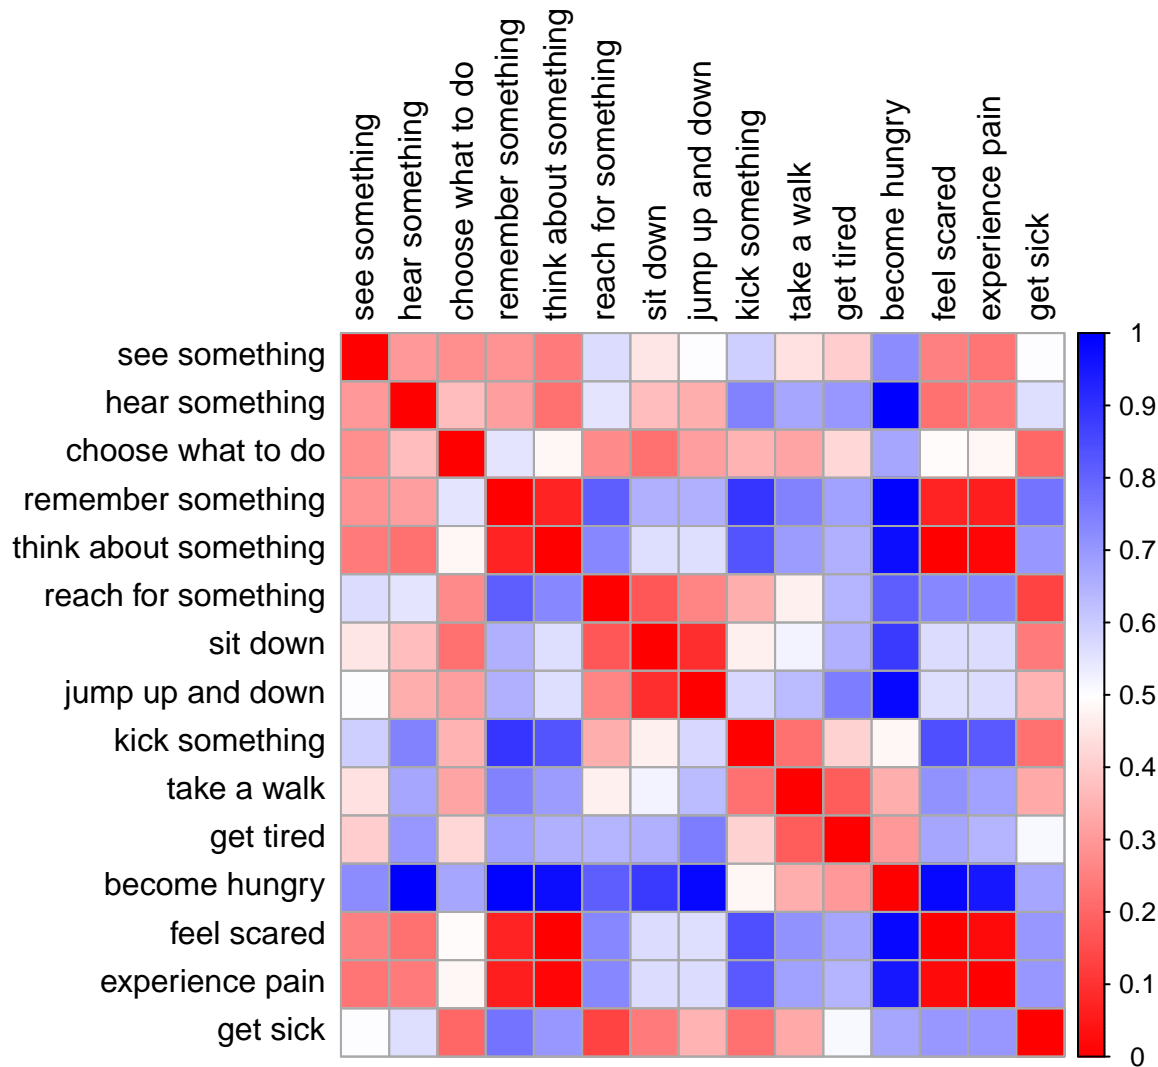 see something
hear something
choose what to do
remember something
think about something
reach for something
sit down
jump up and down
kick something
take a walk
get tired
become hungry
feel scared
experience pain
get sick
see something
hear something
choose what to do
remember something
think about something
reach for something
sit down
jump up and down
kick something
take a walk
get tired
become hungry
feel scared
experience pain
get sick
1
0.9
0.8
0.7
0.6
0.5
0.4
0.3
0.2
0.1
0